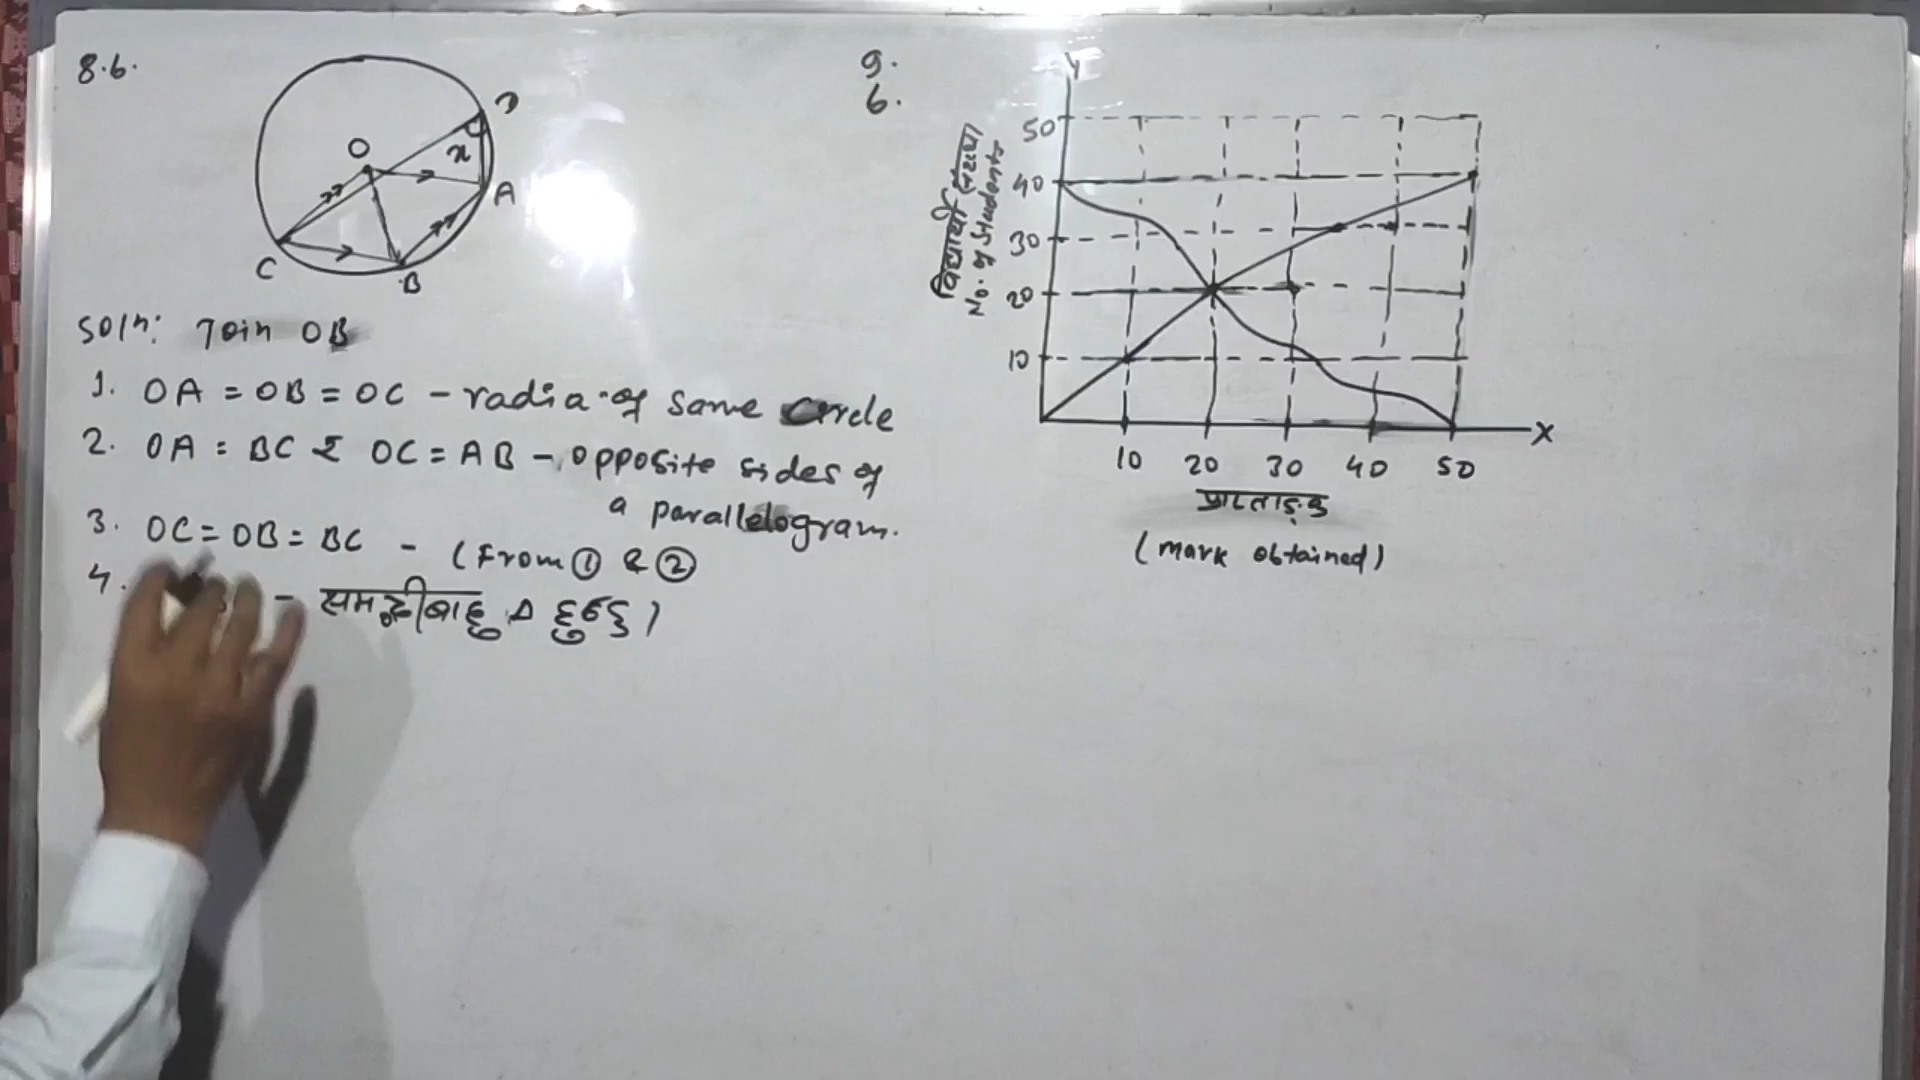 8.6.
D
O
x
A
C
B
Soln: Join OB
1. OA = OB = OC - radia of same Circle
2. OA = BC & OC = AB - opposite sides of
a parallelogram.
3. OC = OB = BC - (From ① & ②
4. - Δ
9.
6.
Y
50
40
30
20
10
No. of Students
10 20 30 40 50
X
प्राप्ताङ्क
(mark obtained)